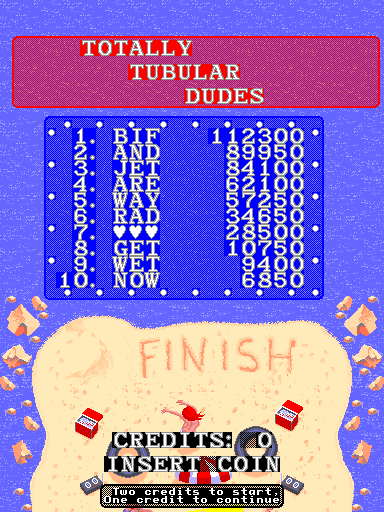 TOTALLY
TUBULAR
DUDES
1. BIF 112300
2. AND 89950
3. JET 84100
4. ARE 62100
5. WAY 57250
6. RAD 34650
7. ♥♥♥ 28500
8. GET 10750
9. WET 9400
10. NOW 6850
FINISH
CREDITS: 0
INSERT COIN
Two credits to start,
One credit to continue